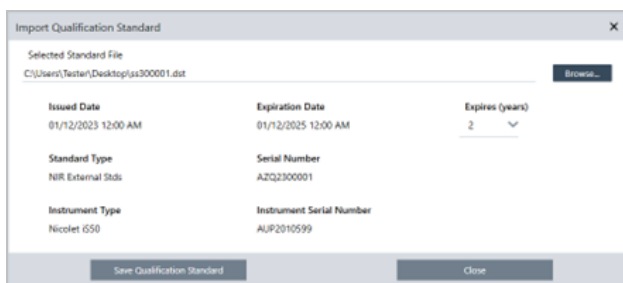 Import Qualification Standard
Selected Standard File
C:\Users\Tester\Desktop\ss300001.dst
Browse...
Issued Date Expiration Date Expires (years)
01/12/2023 12:00 AM 01/12/2025 12:00 AM 2
Standard Type Serial Number
NIR External Stds AZQ2300001
Instrument Type Instrument Serial Number
Nicolet iS50 AUP2010599
Save Qualification Standard Close